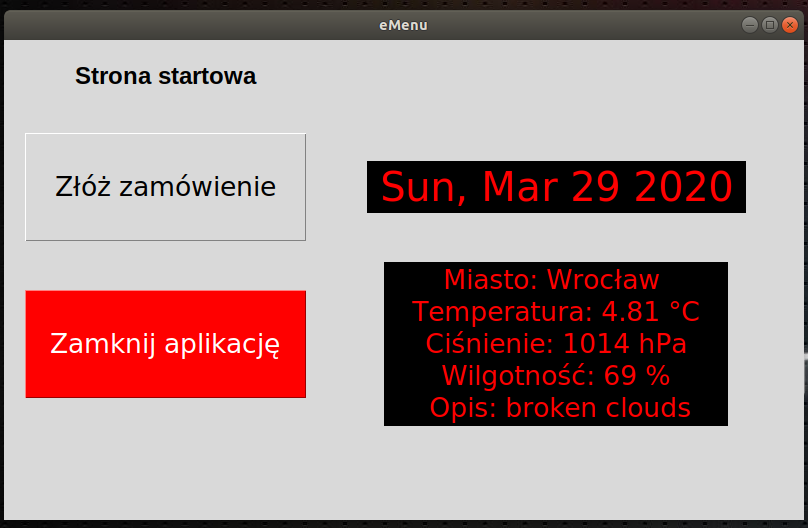 eMenu
Strona startowa
Złóż zamówienie
Zamknij aplikację
Sun, Mar 29 2020
Miasto: Wrocław
Temperatura: 4.81 °C
Ciśnienie: 1014 hPa
Wilgotność: 69 %
Opis: broken clouds